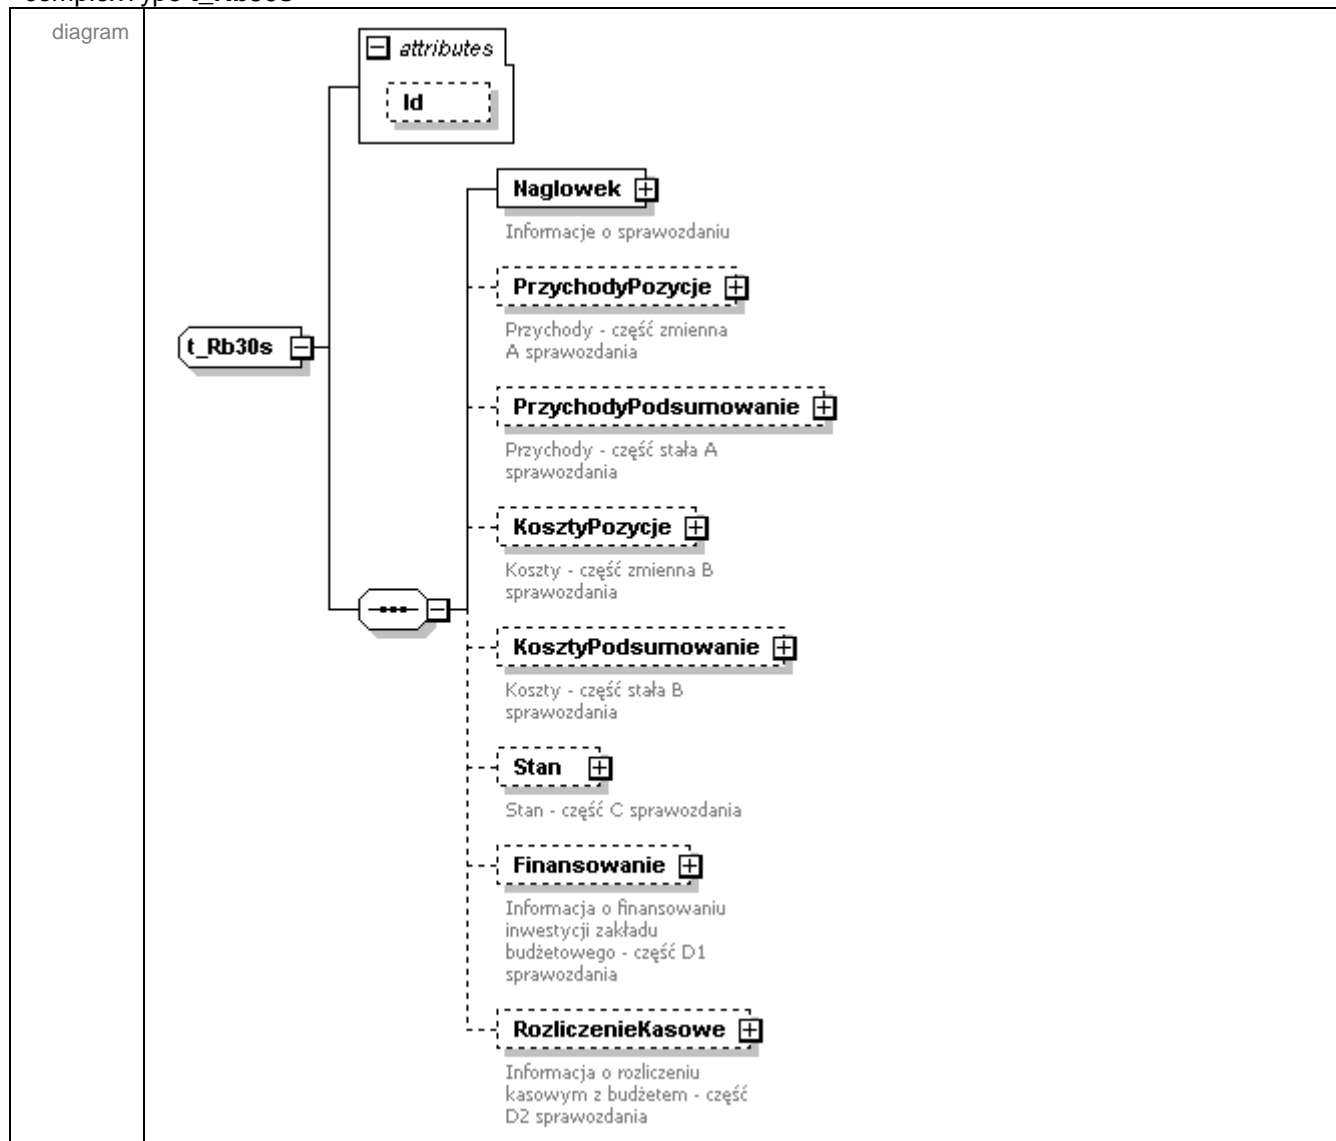 complexType t_Rb30s
diagram
attributes
Id
Naglowek
Informacje o sprawozdaniu
PrzychodyPozycje
Przychody - część zmienna
A sprawozdania
t_Rb30s
PrzychodyPodsumowanie
Przychody - część stała A
sprawozdania
KosztyPozycje
Koszty - część zmienna B
sprawozdania
KosztyPodsumowanie
Koszty - część stała B
sprawozdania
Stan
Stan - część C sprawozdania
Finansowanie
Informacja o finansowaniu
inwestycji zakładu
budżetowego - część D1
sprawozdania
RozliczenieKasowe
Informacja o rozliczeniu
kasowym z budżetem - część
D2 sprawozdania